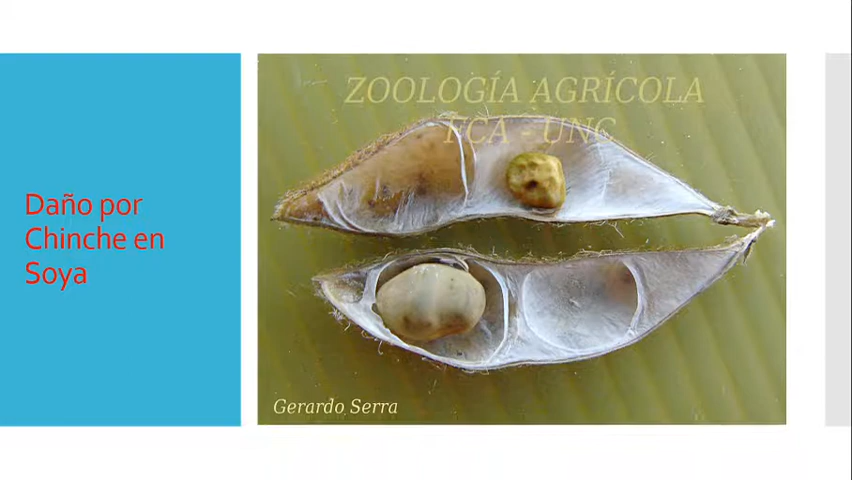 Daño por
Chinche en
Soya
ZOOLOGÍA AGRÍCOLA
FCA - UNC
Gerardo Serra